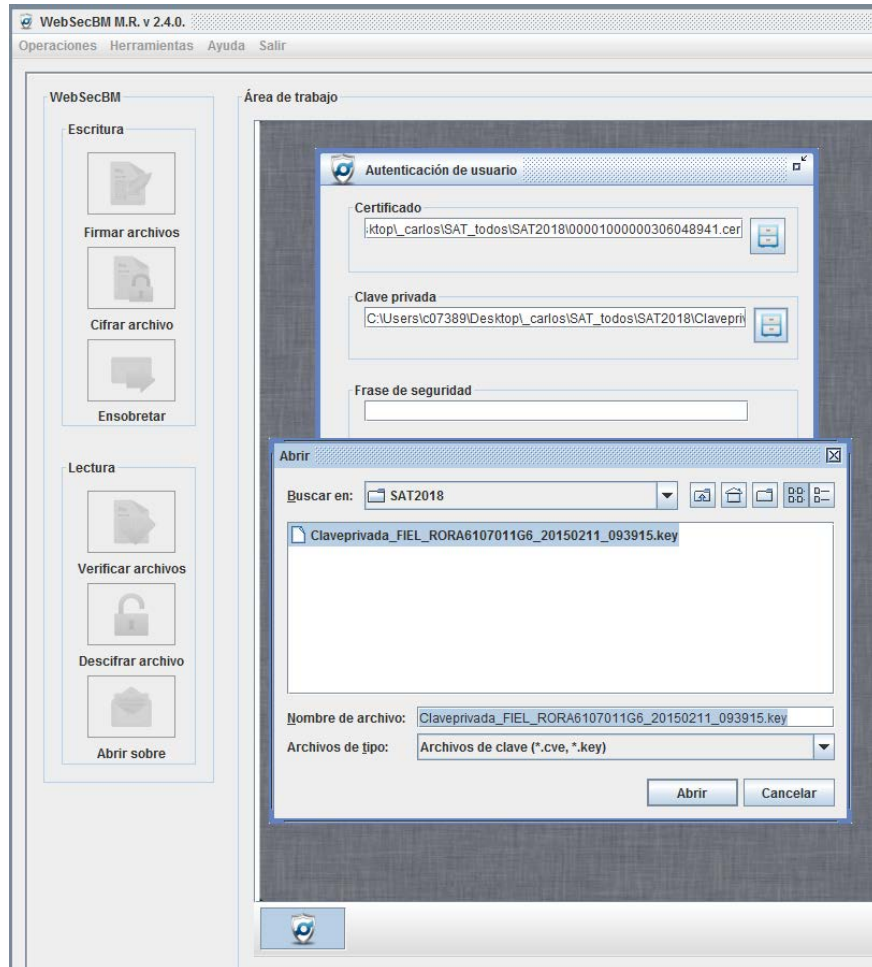 WebSecBM M.R. v 2.4.0.
Operaciones Herramientas Ayuda Salir
WebSecBM
Escritura
Firmar archivos
Cifrar archivo
Ensobretar
Lectura
Verificar archivos
Descifrar archivo
Abrir sobre
Área de trabajo
Autenticación de usuario
Certificado
sktop\_carlos\SAT_todos\SAT2018\00001000000306048941.cer
Clave privada
C:\Users\c07389\Desktop\_carlos\SAT_todos\SAT2018\Clavepriv
Frase de seguridad
Abrir
Buscar en: SAT2018
Claveprivada_FIEL_RORA6107011G6_20150211_093915.key
Nombre de archivo: Claveprivada_FIEL_RORA6107011G6_20150211_093915.key
Archivos de tipo: Archivos de clave (*.cve, *.key)
Abrir Cancelar